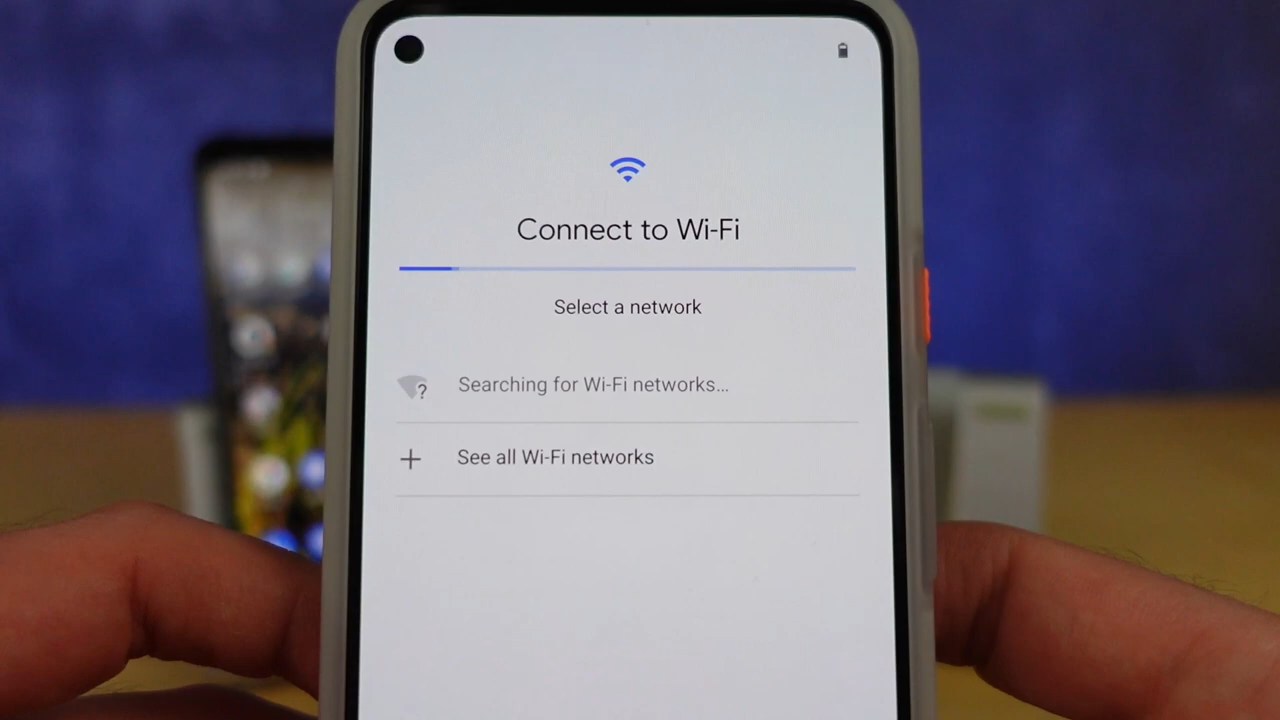 Connect to Wi-Fi
Select a network
Searching for Wi-Fi networks...
See all Wi-Fi networks